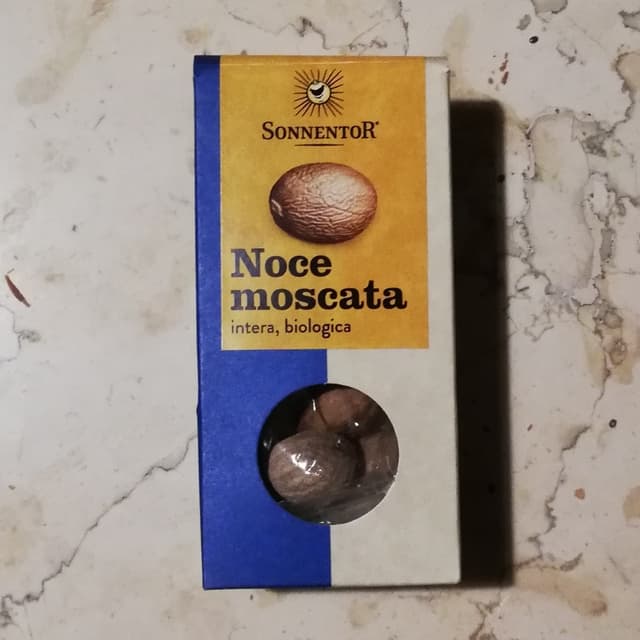 SONNENTOR®
Noce
moscata
intera, biologica